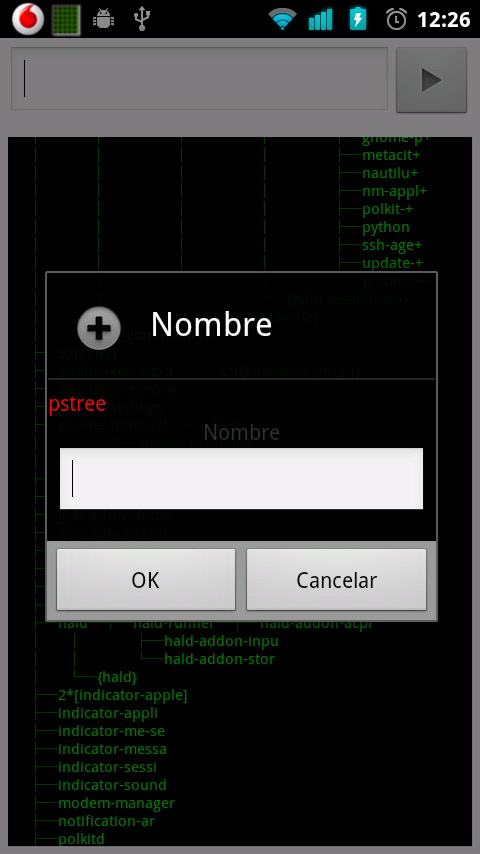 12:26
gnome-p+
metacit+
nautilu+
nm-appl+
polkit-+
python
ssh-age+
update-+
Nombre
pstree
Nombre
OK Cancelar
hald hald-runner hald-addon-acpi
hald-addon-inpu
hald-addon-stor
{hald}
2*[indicator-apple]
indicator-appli
indicator-me-se
indicator-messa
indicator-sessi
indicator-sound
modem-manager
notification-ar
polkitd